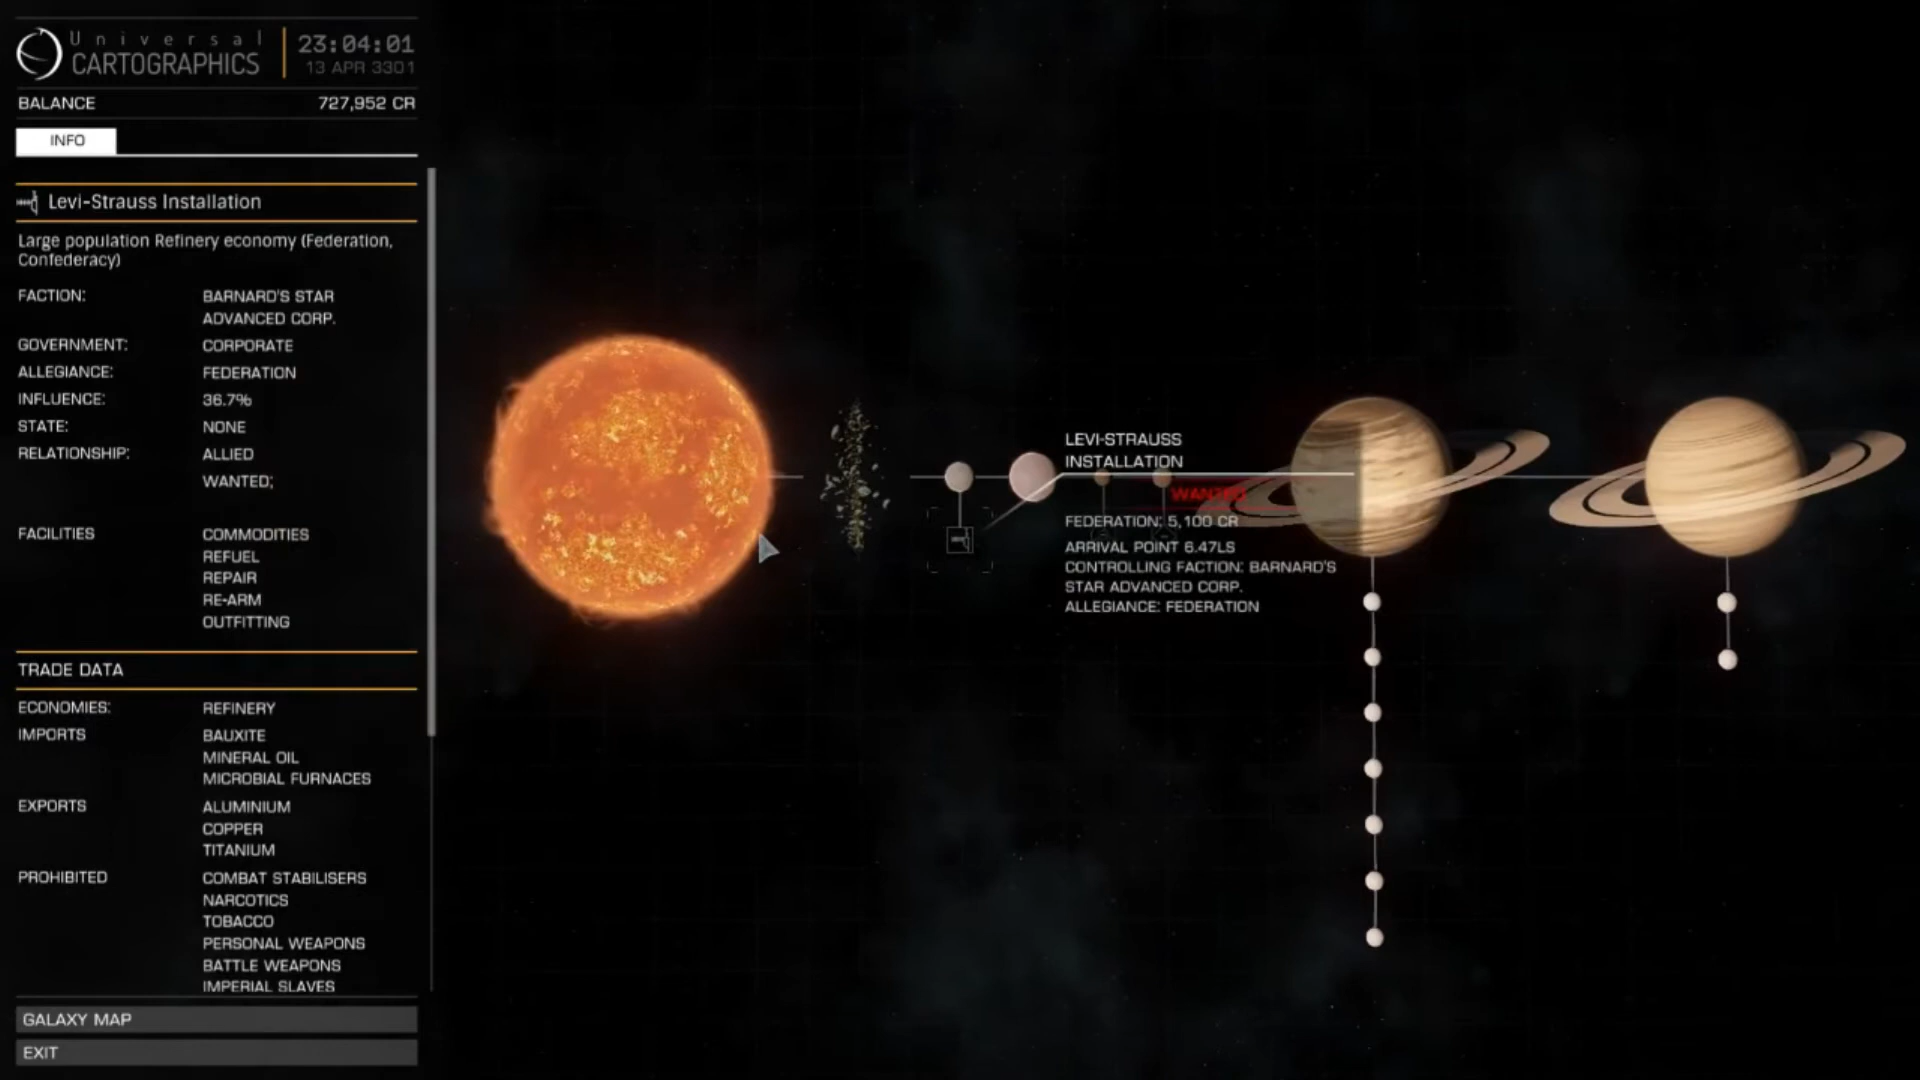 Universal
CARTOGRAPHICS
23:04:01
13 APR 3301
BALANCE 727,952 CR
INFO
Levi-Strauss Installation
Large population Refinery economy (Federation,
Confederacy)
FACTION: BARNARD'S STAR
ADVANCED CORP.
GOVERNMENT: CORPORATE
ALLEGIANCE: FEDERATION
INFLUENCE: 36.7%
STATE: NONE
RELATIONSHIP: ALLIED
WANTED;
FACILITIES COMMODITIES
REFUEL
REPAIR
RE-ARM
OUTFITTING
TRADE DATA
ECONOMIES: REFINERY
IMPORTS BAUXITE
MINERAL OIL
MICROBIAL FURNACES
EXPORTS ALUMINIUM
COPPER
TITANIUM
PROHIBITED COMBAT STABILISERS
NARCOTICS
TOBACCO
PERSONAL WEAPONS
BATTLE WEAPONS
IMPERIAL SLAVES
GALAXY MAP
EXIT
LEVI-STRAUSS
INSTALLATION
WANTED
FEDERATION: 5,100 CR
ARRIVAL POINT 6.47LS
CONTROLLING FACTION: BARNARD'S
STAR ADVANCED CORP.
ALLEGIANCE: FEDERATION